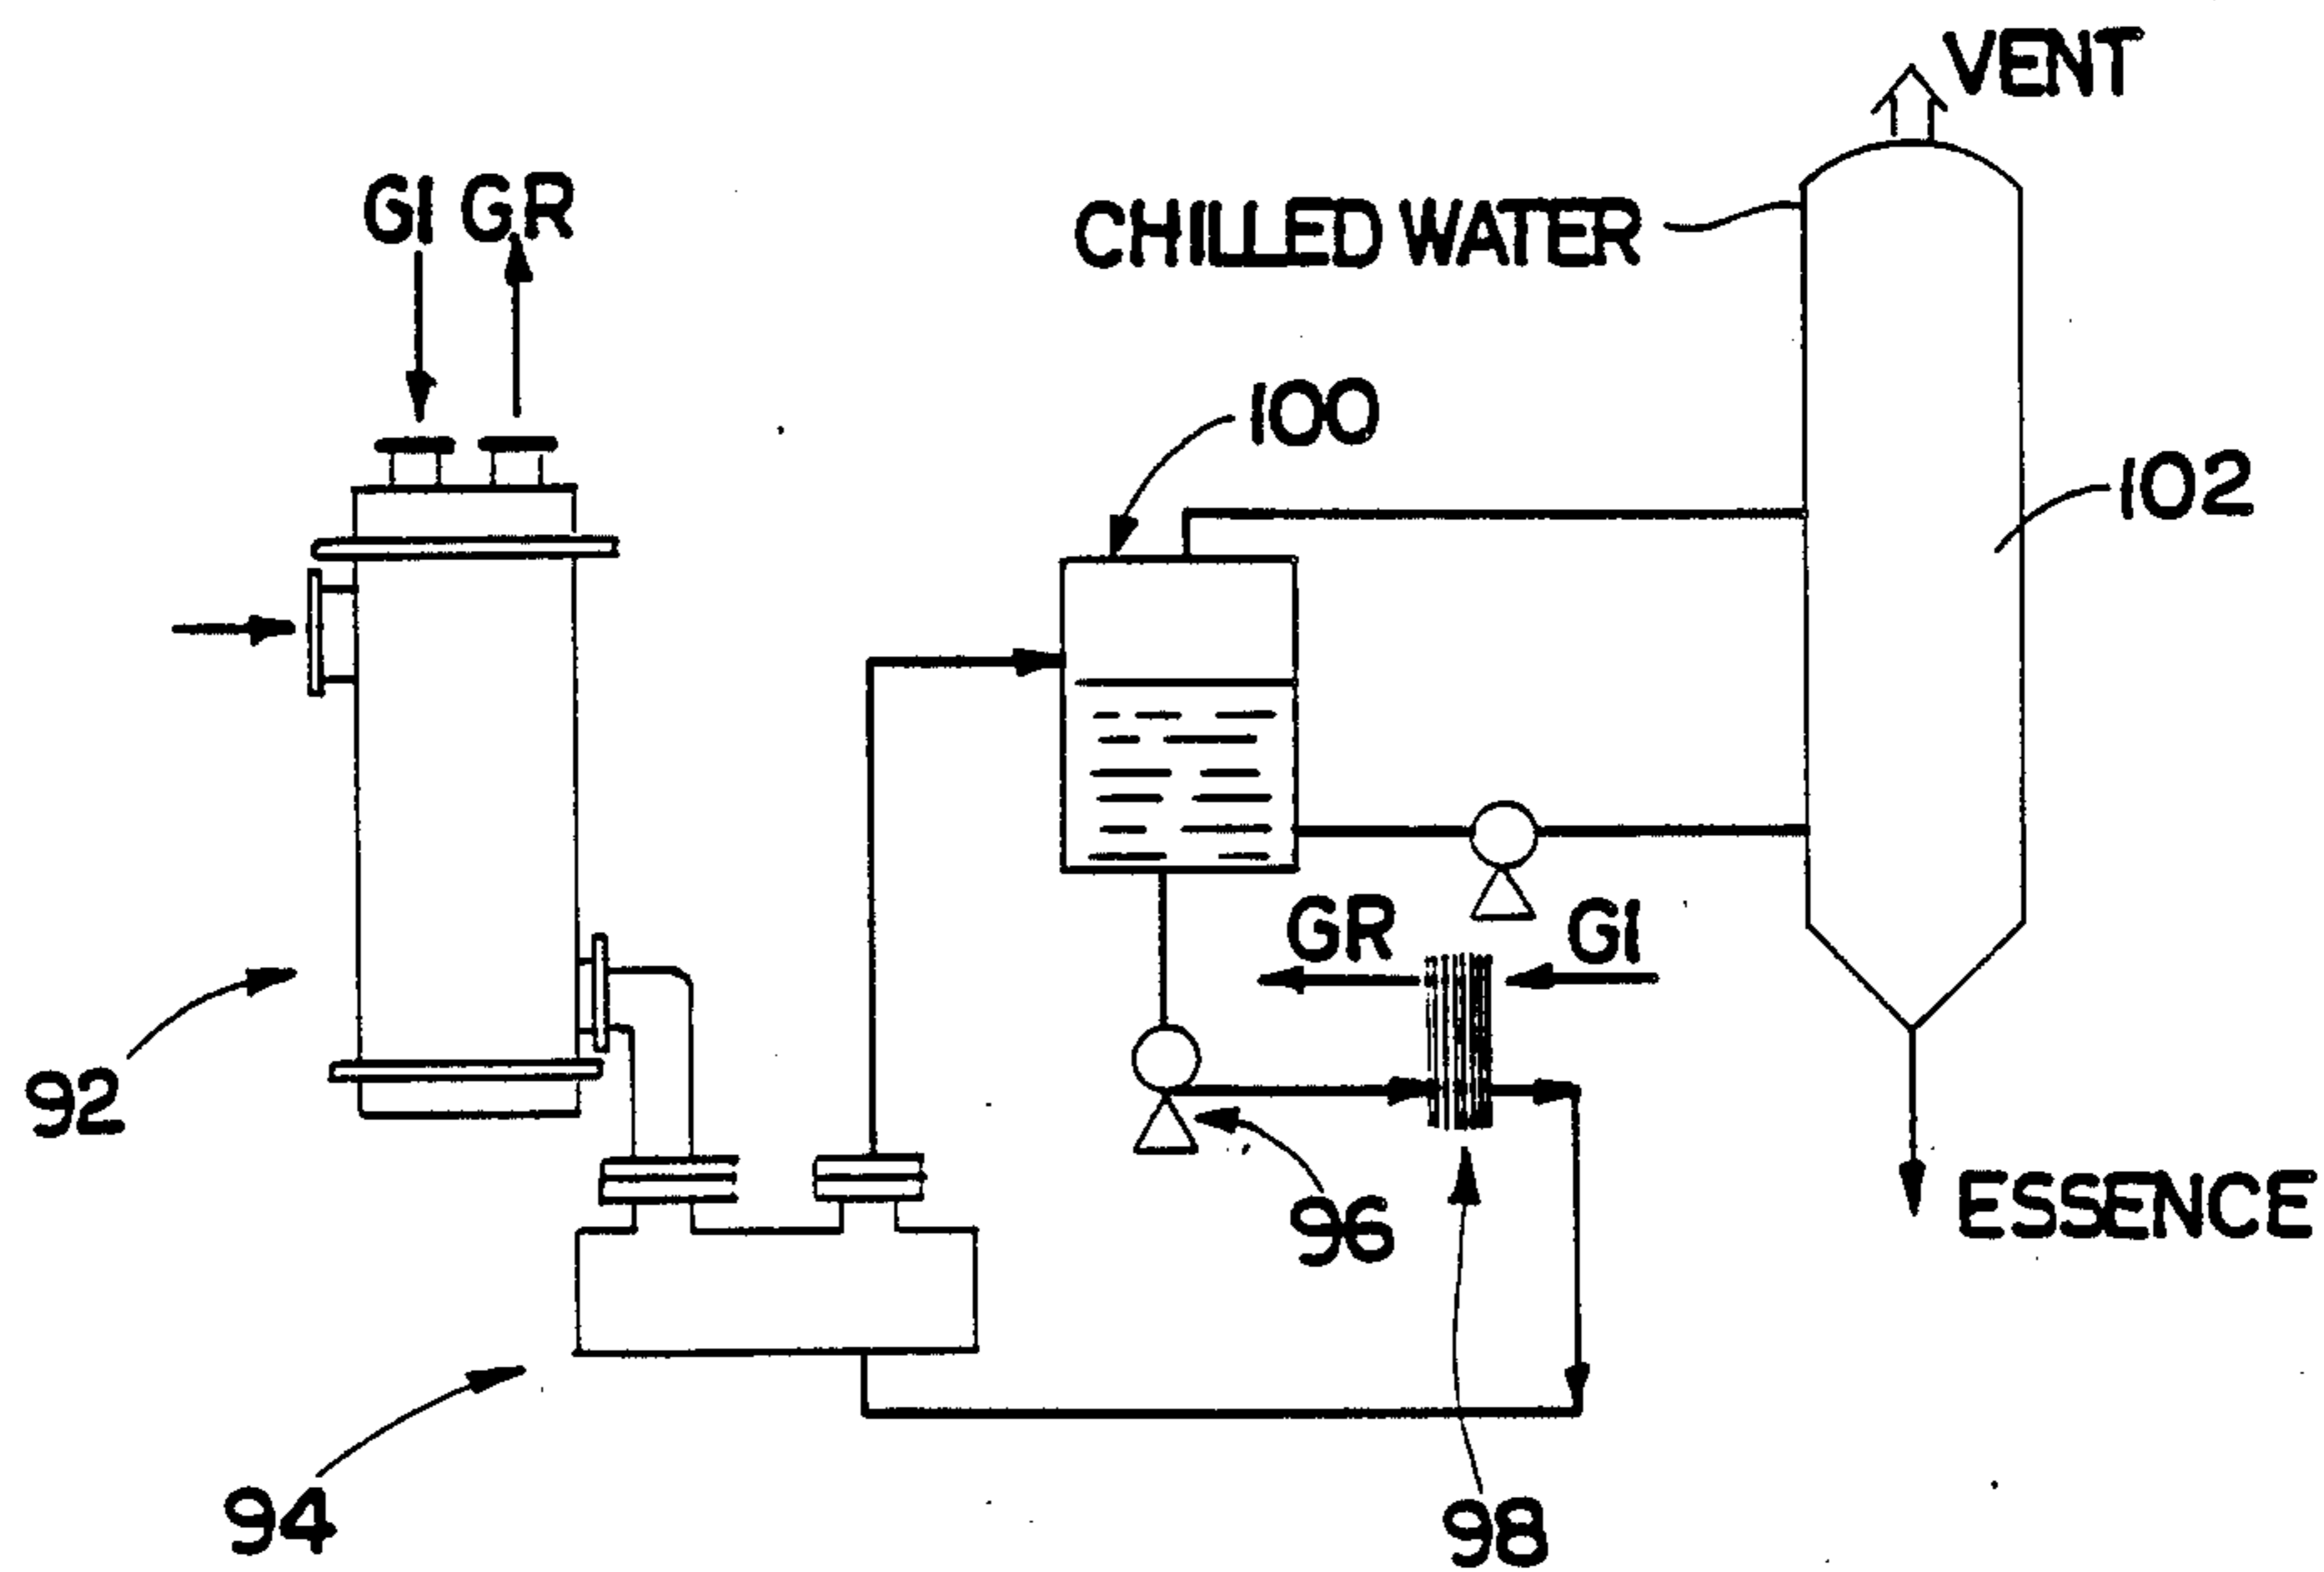 VENT
GI GR
CHILLED WATER
100
102
GR
GI
92
96
ESSENCE
94
98